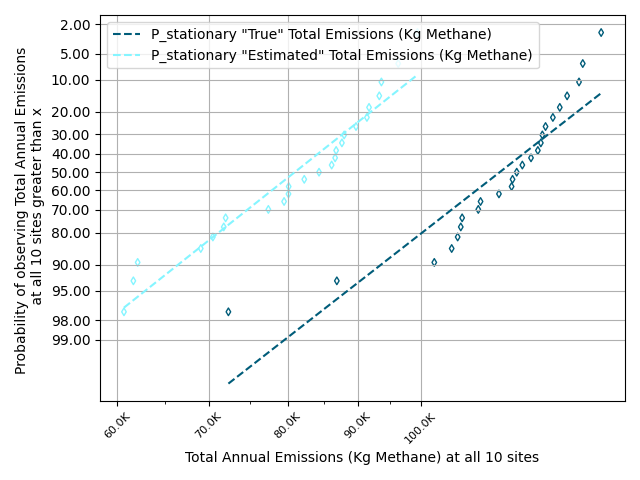 P_stationary "True" Total Emissions (Kg Methane)
P_stationary "Estimated" Total Emissions (Kg Methane)
Probability of observing Total Annual Emissions
at all 10 sites greater than x
2.00
5.00
10.00
20.00
30.00
40.00
50.00
60.00
70.00
80.00
90.00
95.00
98.00
99.00
60.0K
70.0K
80.0K
90.0K
100.0K
Total Annual Emissions (Kg Methane) at all 10 sites